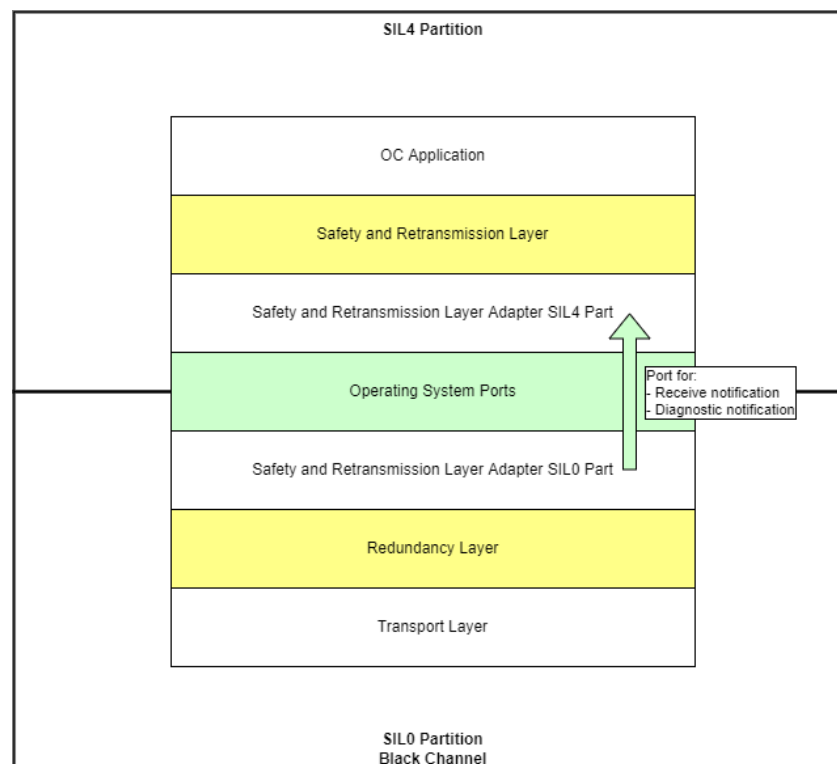 SIL4 Partition
OC Application
Safety and Retransmission Layer
Safety and Retransmission Layer Adapter SIL4 Part
Operating System Ports
Port for:
- Receive notification
- Diagnostic notification
Safety and Retransmission Layer Adapter SIL0 Part
Redundancy Layer
Transport Layer
SIL0 Partition
Black Channel